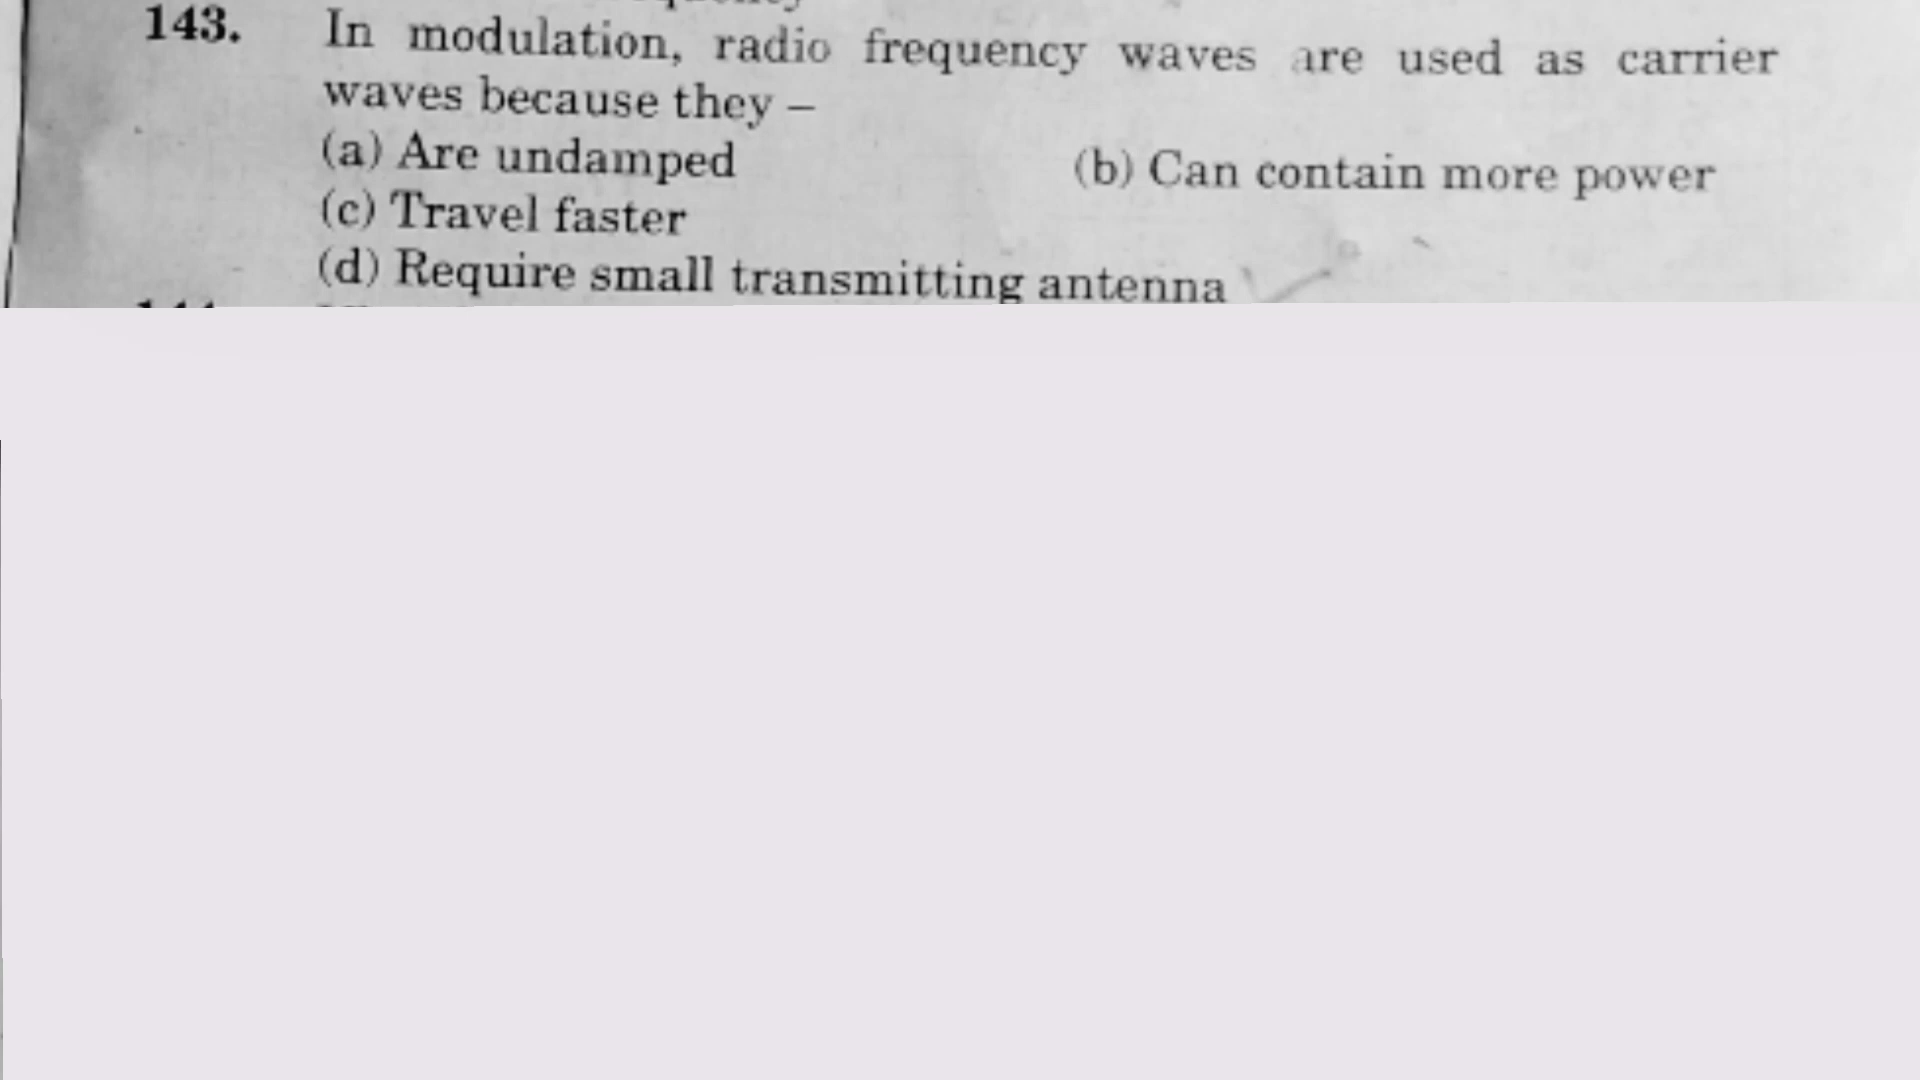 143. In modulation, radio frequency waves are used as carrier
waves because they –
(a) Are undamped (b) Can contain more power
(c) Travel faster
(d) Require small transmitting antenna